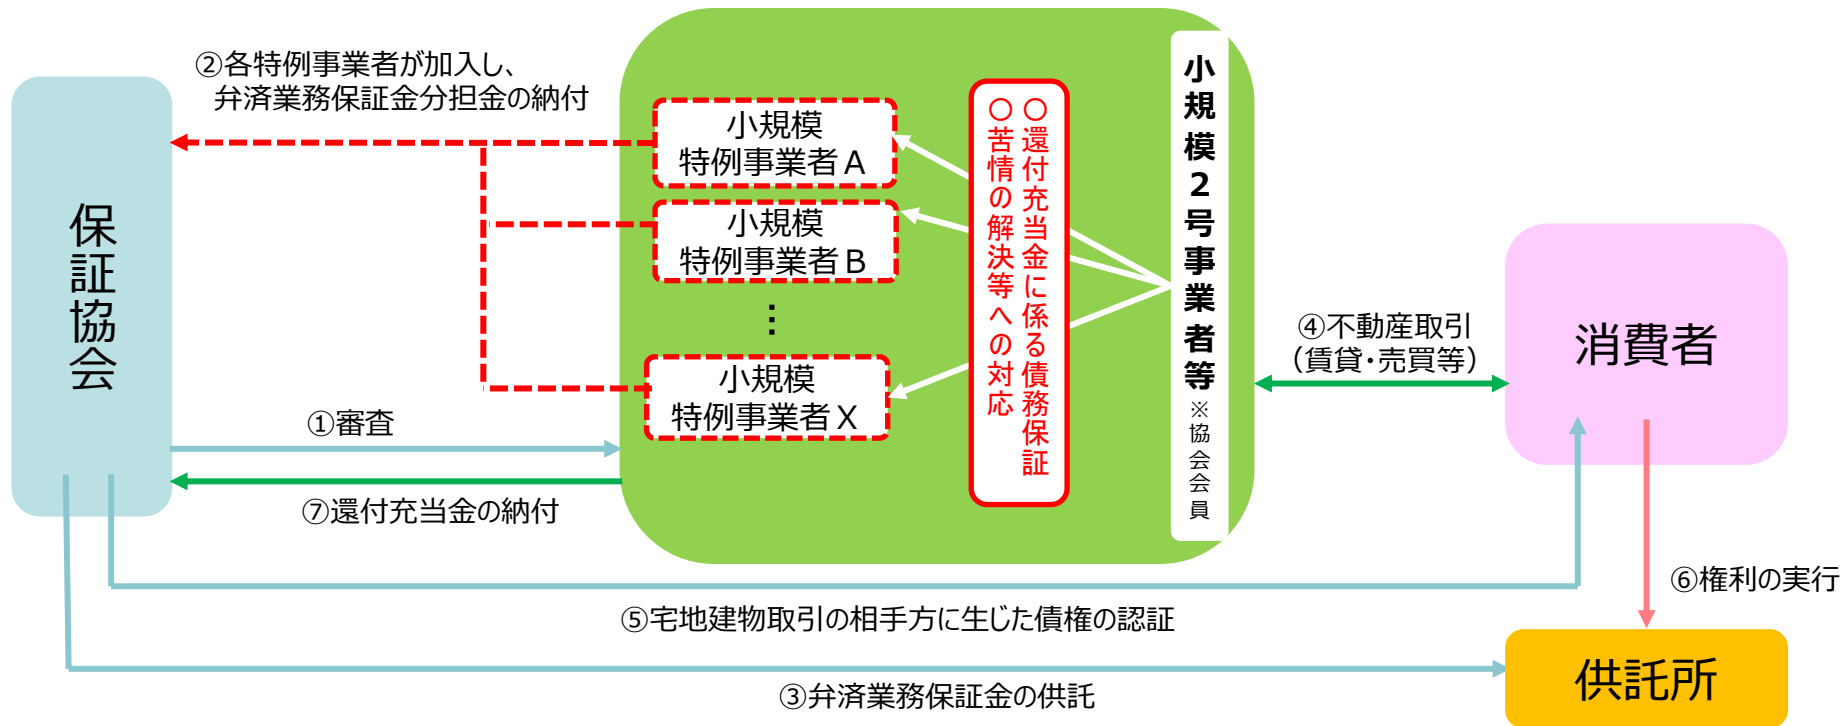 保証協会
②各特例事業者が加入し、
弁済業務保証金分担金の納付
小規模
特例事業者A
小規模
特例事業者B
…
小規模
特例事業者X
○還付充当金に係る債務保証
○苦情の解決等への対応
小規模2号事業者等※協会会員
①審査
⑦還付充当金の納付
④不動産取引
(賃貸・売買等)
消費者
⑤宅地建物取引の相手方に生じた債権の認証
⑥権利の実行
③弁済業務保証金の供託
供託所